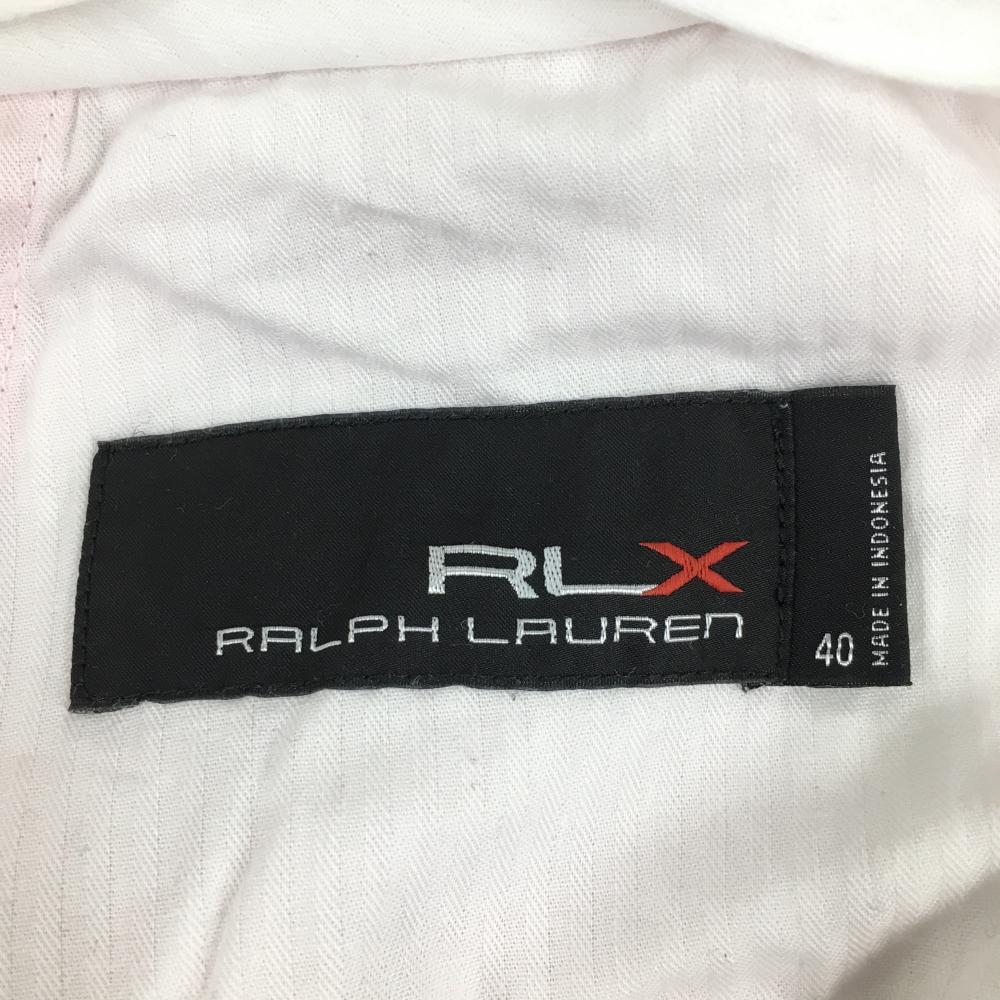 RLX
RALPH LAUREN
40
MADE IN INDONESIA